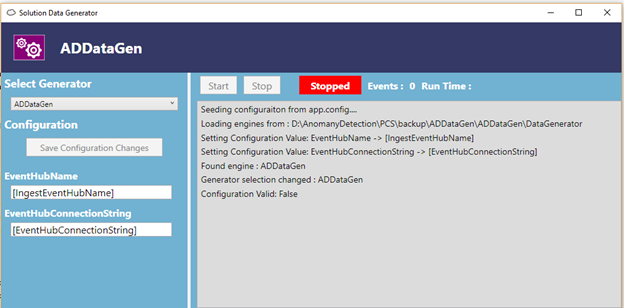 Solution Data Generator
ADDataGen
Select Generator
ADDataGen
Configuration
Save Configuration Changes
EventHubName
[IngestEventHubName]
EventHubConnectionString
[EventHubConnectionString]
Start Stop Stopped Events : 0 Run Time :
Seeding configuraiton from app.config....
Loading engines from : D:\AnomanyDetection\PCS\backup\ADDataGen\ADDataGen\DataGenerator
Setting Configuration Value: EventHubName -> [IngestEventHubName]
Setting Configuration Value: EventHubConnectionString -> [EventHubConnectionString]
Found engine : ADDataGen
Generator selection changed : ADDataGen
Configuration Valid: False